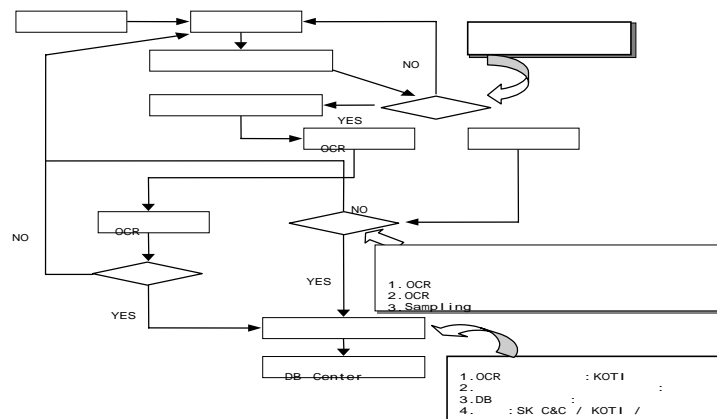 NO
YES
OCR
NO
NO
OCR
1.OCR
2.OCR
3.Sampling
YES
YES
DB Center
1.OCR :KOTI
2. :
3.DB :
4. :SK C&C / KOTI /